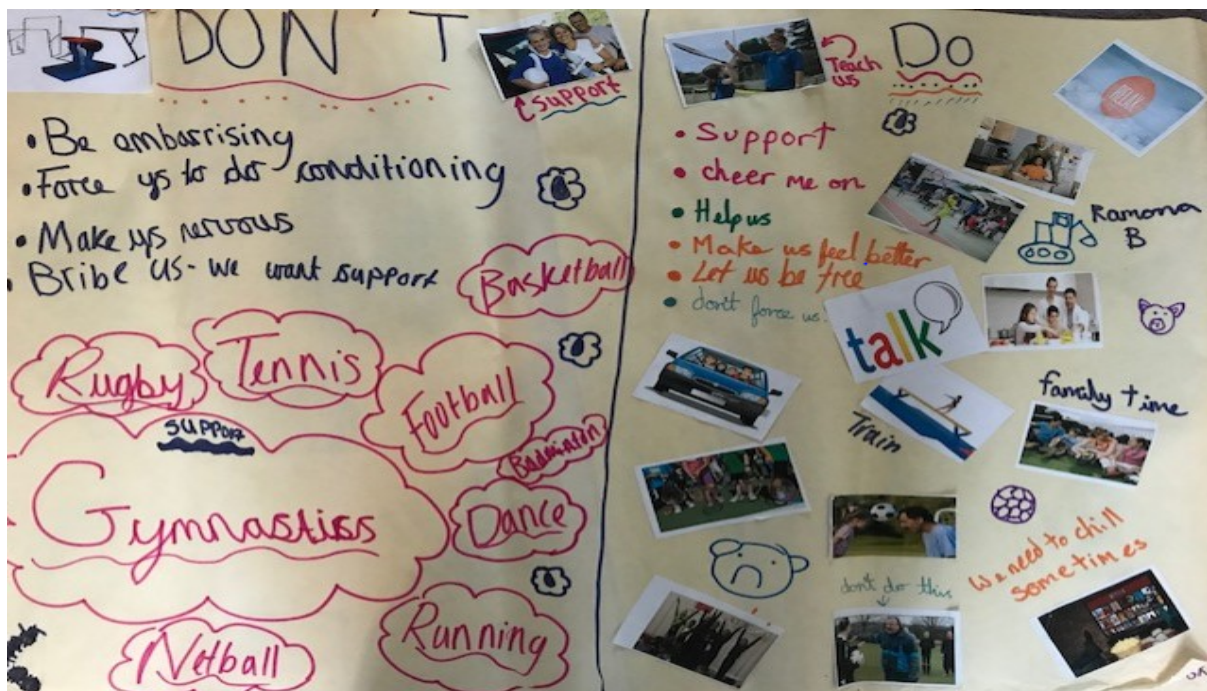 DON'T
support
• Be embarrising
• Force us to do conditioning
• Make us nervous
• Bribe us - we want support
Basketball
Rugby
Tennis
Football
Badminton
support
Gymnastiss
Dance
Netball
Running
Do
Teach us
RELAX
• Support
• cheer me on
• Help us
• Make us feel better
• Let us be free
• don't force us.
Ramona
B
talk
family time
Train
We need to chill
sometimes
don't do this